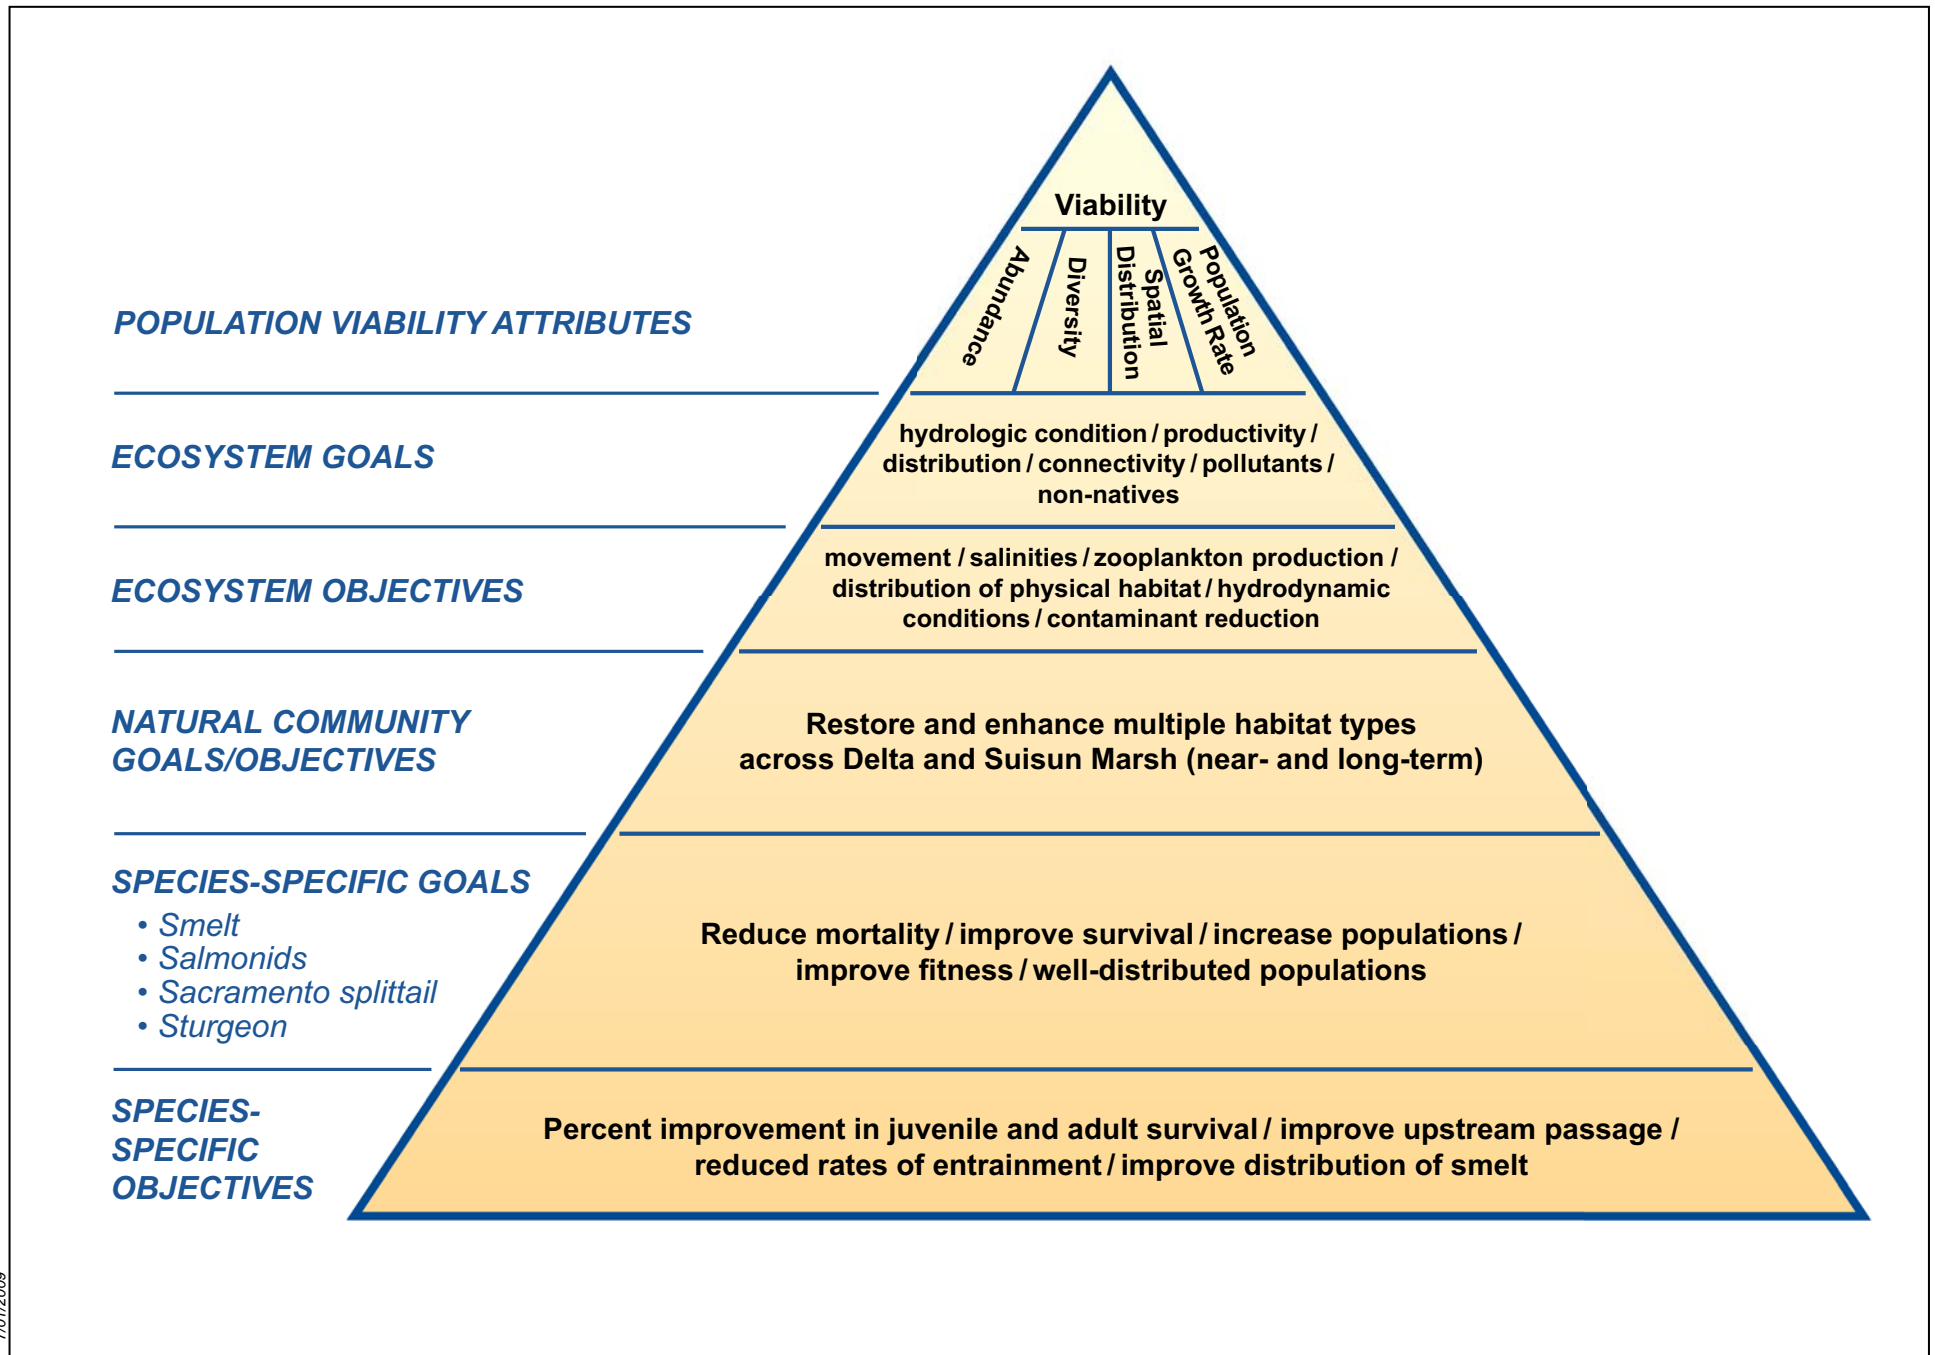 Viability
Abundance
Diversity
Spatial
Distribution
Population
Growth Rate
POPULATION VIABILITY ATTRIBUTES
ECOSYSTEM GOALS
hydrologic condition / productivity /
distribution / connectivity / pollutants /
non-natives
ECOSYSTEM OBJECTIVES
movement / salinities / zooplankton production /
distribution of physical habitat / hydrodynamic
conditions / contaminant reduction
NATURAL COMMUNITY
GOALS/OBJECTIVES
Restore and enhance multiple habitat types
across Delta and Suisun Marsh (near- and long-term)
SPECIES-SPECIFIC GOALS
• Smelt
• Salmonids
• Sacramento splittail
• Sturgeon
Reduce mortality / improve survival / increase populations /
improve fitness / well-distributed populations
SPECIES-
SPECIFIC
OBJECTIVES
Percent improvement in juvenile and adult survival / improve upstream passage /
reduced rates of entrainment / improve distribution of smelt